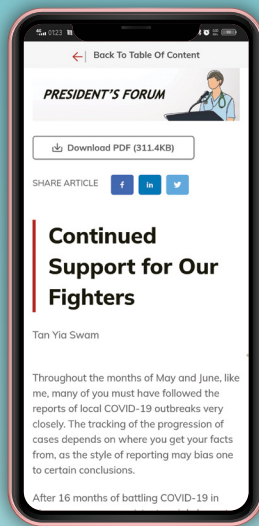 01:23
Back To Table Of Content
PRESIDENT'S FORUM
Download PDF (311.4KB)
SHARE ARTICLE f in
Continued
Support for Our
Fighters
Tan Yia Swam
Throughout the months of May and June, like
me, many of you must have followed the
reports of local COVID-19 outbreaks very
closely. The tracking of the progression of
cases depends on where you get your facts
from, as the style of reporting may bias one
to certain conclusions.
After 16 months of battling COVID-19 in